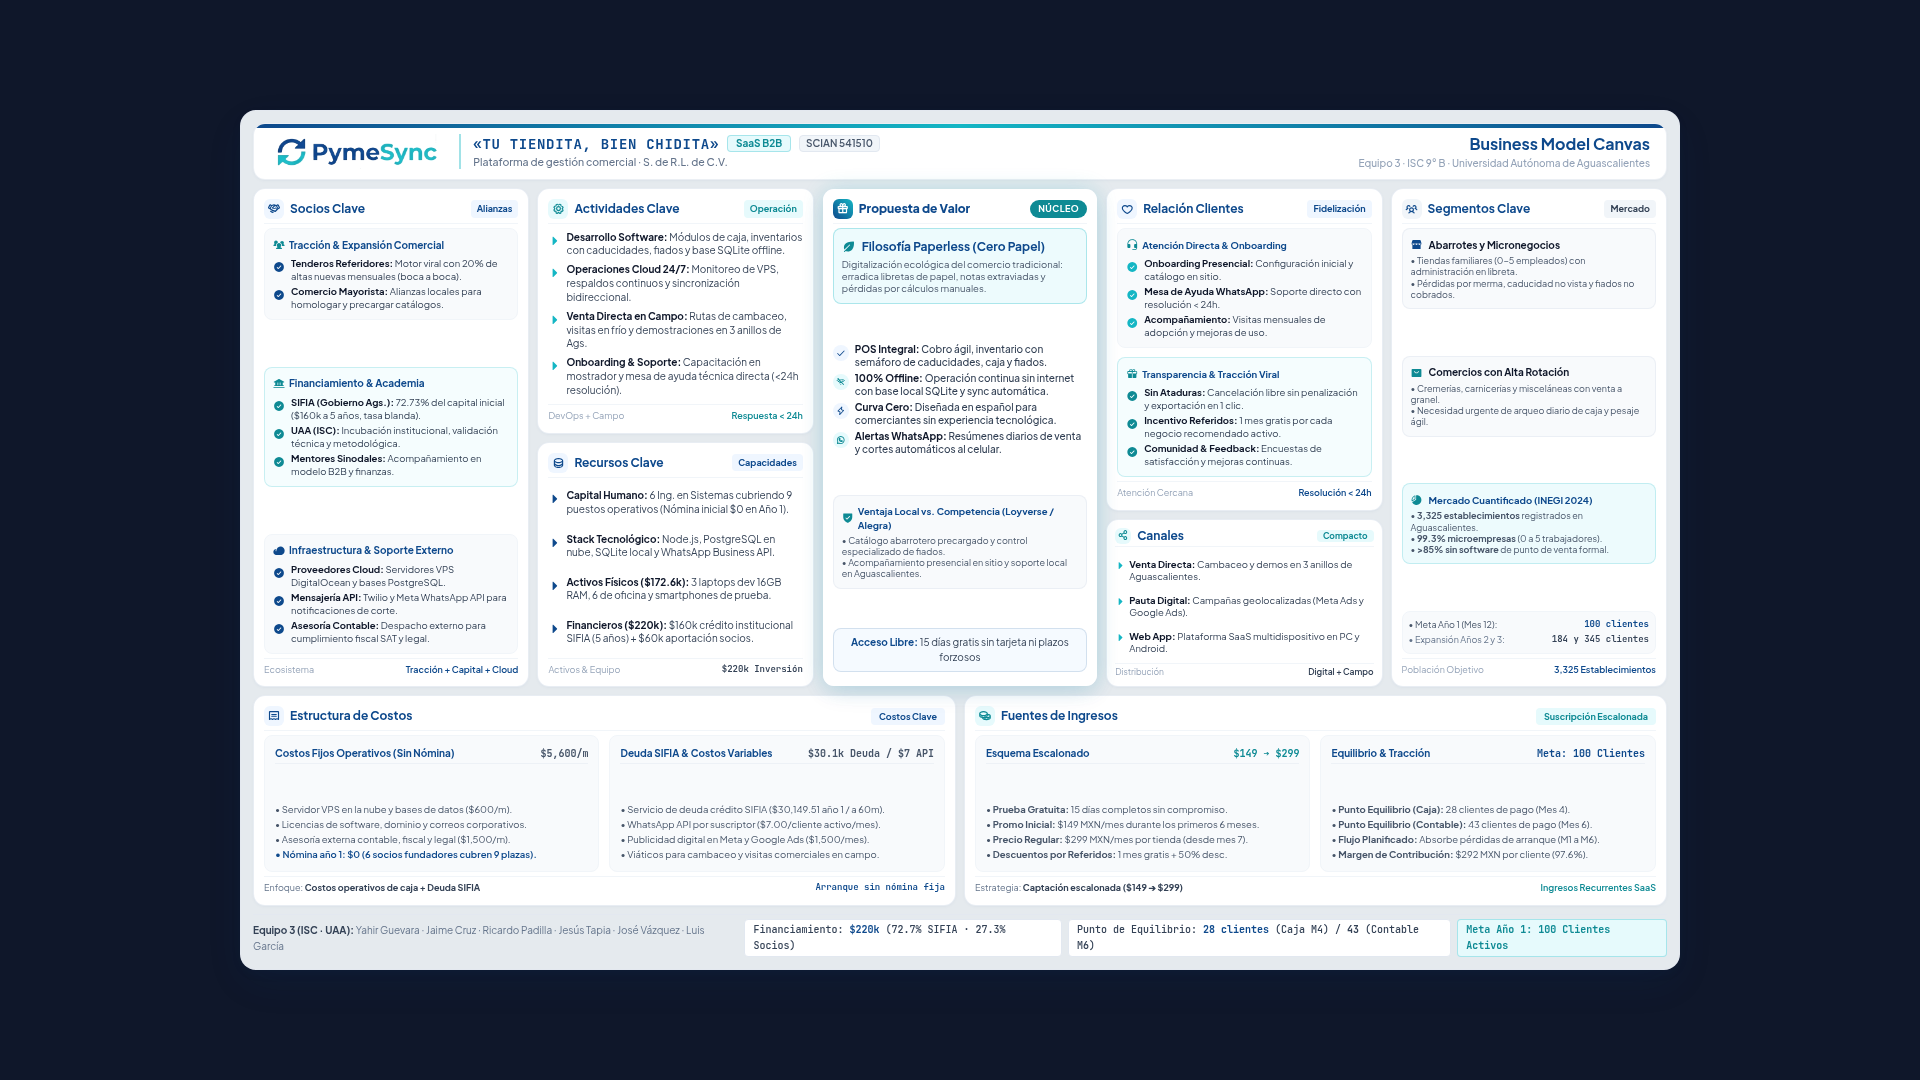 PymeSync
«TU TIENDITA, BIEN CHIDITA»
SaaS B2B
SCIAN 541510
Plataforma de gestión comercial · S. de R.L. de C.V.
Business Model Canvas
Equipo 3 · ISC 9° B · Universidad Autónoma de Aguascalientes
Socios Clave
Alianzas
Tracción & Expansión Comercial
Tenderos Referidores: Motor viral con 20% de
altas nuevas mensuales (boca a boca).
Comercio Mayorista: Alianzas locales para
homologar y precargar catálogos.
Financiamiento & Academia
SIFIA (Gobierno Ags.): 72.73% del capital inicial
($160k a 5 años, tasa blanda).
UAA (ISC): Incubación institucional, validación
técnica y metodológica.
Mentores Sinodales: Acompañamiento en
modelo B2B y finanzas.
Infraestructura & Soporte Externo
Proveedores Cloud: Servidores VPS
DigitalOcean y bases PostgreSQL.
Mensajería API: Twilio y Meta WhatsApp API para
notificaciones de corte.
Asesoría Contable: Despacho externo para
cumplimiento fiscal SAT y legal.
Ecosistema
Tracción + Capital + Cloud
Actividades Clave
Operación
Desarrollo Software: Módulos de caja, inventarios
con caducidades, fiados y base SQLite offline.
Operaciones Cloud 24/7: Monitoreo de VPS,
respaldos continuos y sincronización
bidireccional.
Venta Directa en Campo: Rutas de cambaceo,
visitas en frío y demostraciones en 3 anillos de
Ags.
Onboarding & Soporte: Capacitación en
mostrador y mesa de ayuda técnica directa (<24h
resolución).
DevOps + Campo
Respuesta < 24h
Recursos Clave
Capacidades
Capital Humano: 6 Ing. en Sistemas cubriendo 9
puestos operativos (Nómina inicial $0 en Año 1).
Stack Tecnológico: Node.js, PostgreSQL en
nube, SQLite local y WhatsApp Business API.
Activos Físicos ($172.6k): 3 laptops dev 16GB
RAM, 6 de oficina y smartphones de prueba.
Financieros ($220k): $160k crédito institucional
SIFIA (5 años) + $60k aportación socios.
Activos & Equipo
$220k Inversión
Propuesta de Valor
NÚCLEO
Filosofía Paperless (Cero Papel)
Digitalización ecológica del comercio tradicional:
erradica libretas de papel, notas extraviadas y
pérdidas por cálculos manuales.
POS Integral: Cobro ágil, inventario con
semáforo de caducidades, caja y fiados.
100% Offline: Operación continua sin internet
con base local SQLite y sync automática.
Curva Cero: Diseñada en español para
comerciantes sin experiencia tecnológica.
Alertas WhatsApp: Resúmenes diarios de venta
y cortes automáticos al celular.
Ventaja Local vs. Competencia (Loyverse /
Alegra)
• Catálogo abarrotero precargado y control
especializado de fiados.
• Acompañamiento presencial en sitio y soporte local
en Aguascalientes.
Acceso Libre: 15 días gratis sin tarjeta ni plazos
forzosos
Relación Clientes
Fidelización
Atención Directa & Onboarding
Onboarding Presencial: Configuración inicial y
catálogo en sitio.
Mesa de Ayuda WhatsApp: Soporte directo con
resolución < 24h.
Acompañamiento: Visitas mensuales de
adopción y mejoras de uso.
Transparencia & Tracción Viral
Sin Ataduras: Cancelación libre sin penalización
y exportación en 1 clic.
Incentivo Referidos: 1 mes gratis por cada
negocio recomendado activo.
Comunidad & Feedback: Encuestas de
satisfacción y mejoras continuas.
Atención Cercana
Resolución < 24h
Canales
Compacto
Venta Directa: Cambaceo y demos en 3 anillos de
Aguascalientes.
Pauta Digital: Campañas geolocalizadas (Meta Ads y
Google Ads).
Web App: Plataforma SaaS multidispositivo en PC y
Android.
Distribución
Digital + Campo
Segmentos Clave
Mercado
Abarrotes y Micronegocios
• Tiendas familiares (0–5 empleados) con
administración en libreta.
• Pérdidas por merma, caducidad no vista y fiados no
cobrados.
Comercios con Alta Rotación
• Cremerías, carnicerías y misceláneas con venta a
granel.
• Necesidad urgente de arqueo diario de caja y pesaje
ágil.
Mercado Cuantificado (INEGI 2024)
• 3,325 establecimientos registrados en
Aguascalientes.
• 99.3% microempresas (0 a 5 trabajadores).
• >85% sin software de punto de venta formal.
• Meta Año 1 (Mes 12):
100 clientes
• Expansión Años 2 y 3:
184 y 345 clientes
Población Objetivo
3,325 Establecimientos
Estructura de Costos
Costos Clave
Costos Fijos Operativos (Sin Nómina)
$5,600/m
• Servidor VPS en la nube y bases de datos ($600/m).
• Licencias de software, dominio y correos corporativos.
• Asesoría externa contable, fiscal y legal ($1,500/m).
• Nómina año 1: $0 (6 socios fundadores cubren 9 plazas).
Deuda SIFIA & Costos Variables
$30.1k Deuda / $7 API
• Servicio de deuda crédito SIFIA ($30,149.51 año 1 / a 60m).
• WhatsApp API por suscriptor ($7.00/cliente activo/mes).
• Publicidad digital en Meta y Google Ads ($1,500/mes).
• Viáticos para cambaceo y visitas comerciales en campo.
Enfoque: Costos operativos de caja + Deuda SIFIA
Arranque sin nómina fija
Fuentes de Ingresos
Suscripción Escalonada
Esquema Escalonado
$149 → $299
• Prueba Gratuita: 15 días completos sin compromiso.
• Promo Inicial: $149 MXN/mes durante los primeros 6 meses.
• Precio Regular: $299 MXN/mes por tienda (desde mes 7).
• Descuentos por Referidos: 1 mes gratis + 50% desc.
Equilibrio & Tracción
Meta: 100 Clientes
• Punto Equilibrio (Caja): 28 clientes de pago (Mes 4).
• Punto Equilibrio (Contable): 43 clientes de pago (Mes 6).
• Flujo Planificado: Absorbe pérdidas de arranque (M1 a M6).
• Margen de Contribución: $292 MXN por cliente (97.6%).
Estrategia: Captación escalonada ($149 → $299)
Ingresos Recurrentes SaaS
Equipo 3 (ISC · UAA): Yahir Guevara · Jaime Cruz · Ricardo Padilla · Jesús Tapia · José Vázquez · Luis
García
Financiamiento: $220k (72.7% SIFIA · 27.3%
Socios)
Punto de Equilibrio: 28 clientes (Caja M4) / 43 (Contable
M6)
Meta Año 1: 100 Clientes
Activos